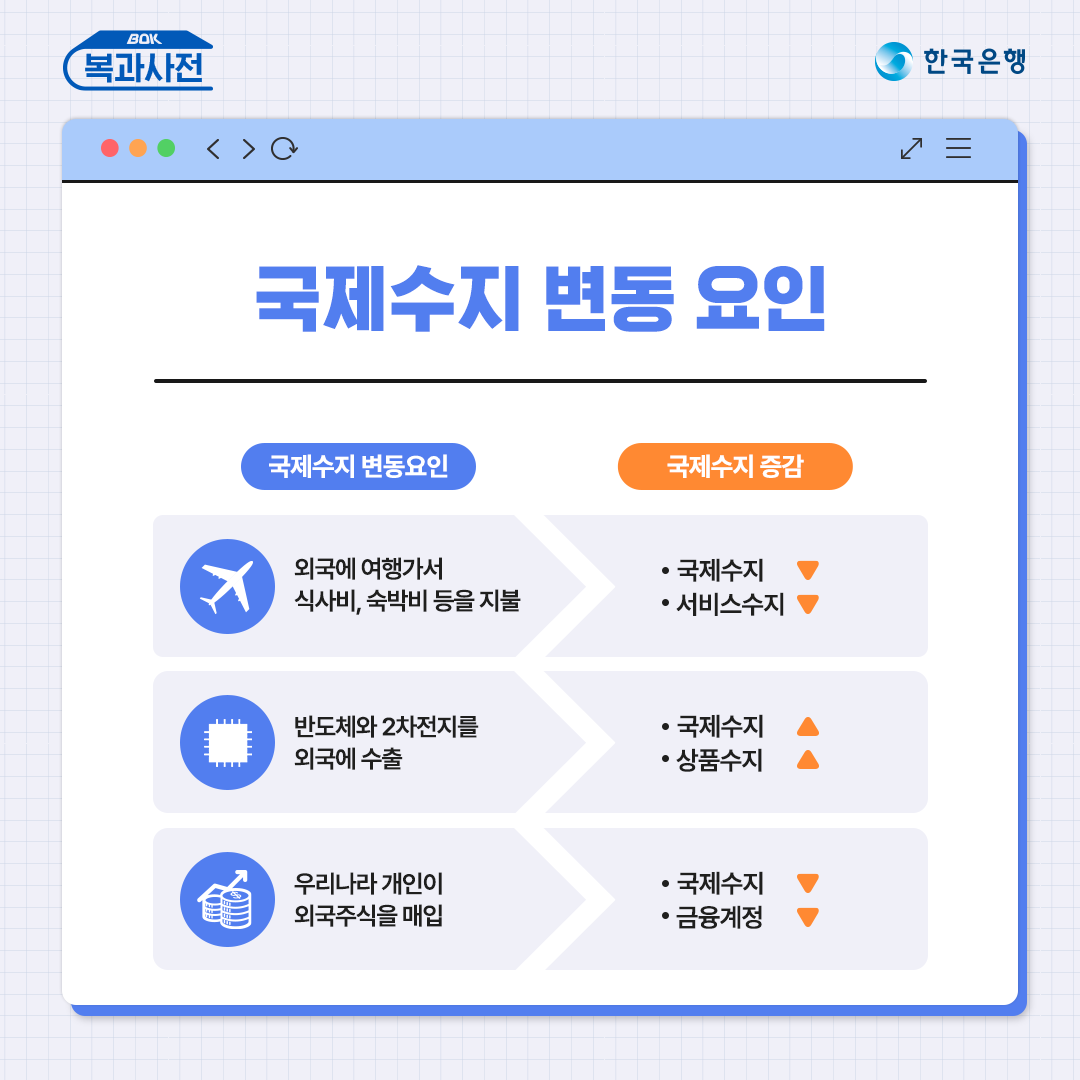 BOK
복과사전
한국은행
국제수지 변동 요인
국제수지 변동요인
국제수지 증감
외국에 여행가서
식사비, 숙박비 등을 지불
• 국제수지 ▼
• 서비스수지 ▼
반도체와 2차전지를
외국에 수출
• 국제수지 ▲
• 상품수지 ▲
우리나라 개인이
외국주식을 매입
• 국제수지 ▼
• 금융계정 ▼